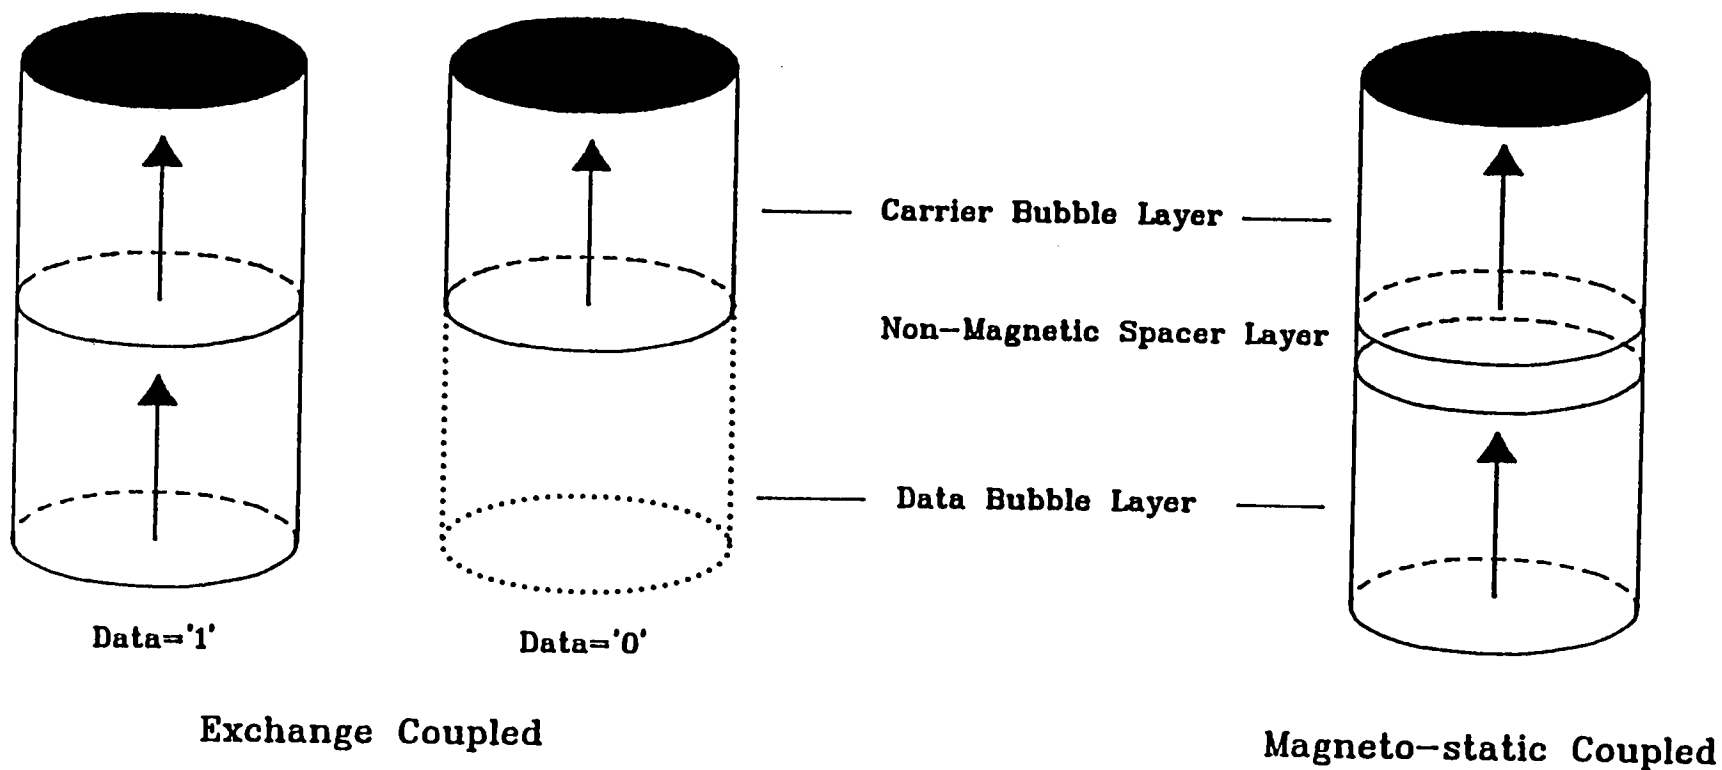 Carrier Bubble Layer
Non-Magnetic Spacer Layer
Data Bubble Layer
Data='1'
Data='0'
Exchange Coupled
Magneto-static Coupled